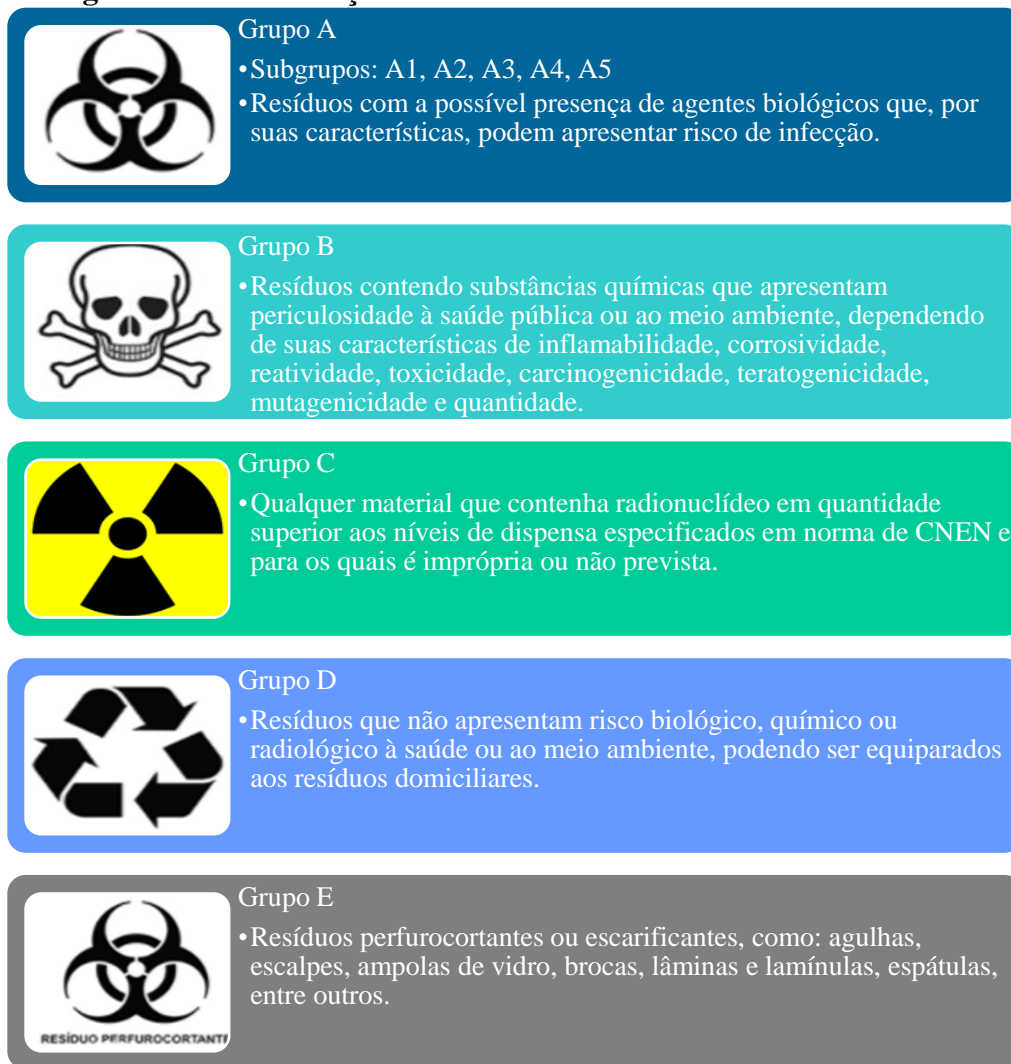 Grupo A
•Subgrupos: A1, A2, A3, A4, A5
•Resíduos com a possível presença de agentes biológicos que, por
suas características, podem apresentar risco de infecção.
Grupo B
•Resíduos contendo substâncias químicas que apresentam
periculosidade à saúde pública ou ao meio ambiente, dependendo
de suas características de inflamabilidade, corrosividade,
reatividade, toxicidade, carcinogenicidade, teratogenicidade,
mutagenicidade e quantidade.
Grupo C
•Qualquer material que contenha radionuclídeo em quantidade
superior aos níveis de dispensa especificados em norma de CNEN e
para os quais é imprópria ou não prevista.
Grupo D
•Resíduos que não apresentam risco biológico, químico ou
radiológico à saúde ou ao meio ambiente, podendo ser equiparados
aos resíduos domiciliares.
Grupo E
•Resíduos perfurocortantes ou escarificantes, como: agulhas,
escalpes, ampolas de vidro, brocas, lâminas e lamínulas, espátulas,
entre outros.
RESÍDUO PERFUROCORTANTE